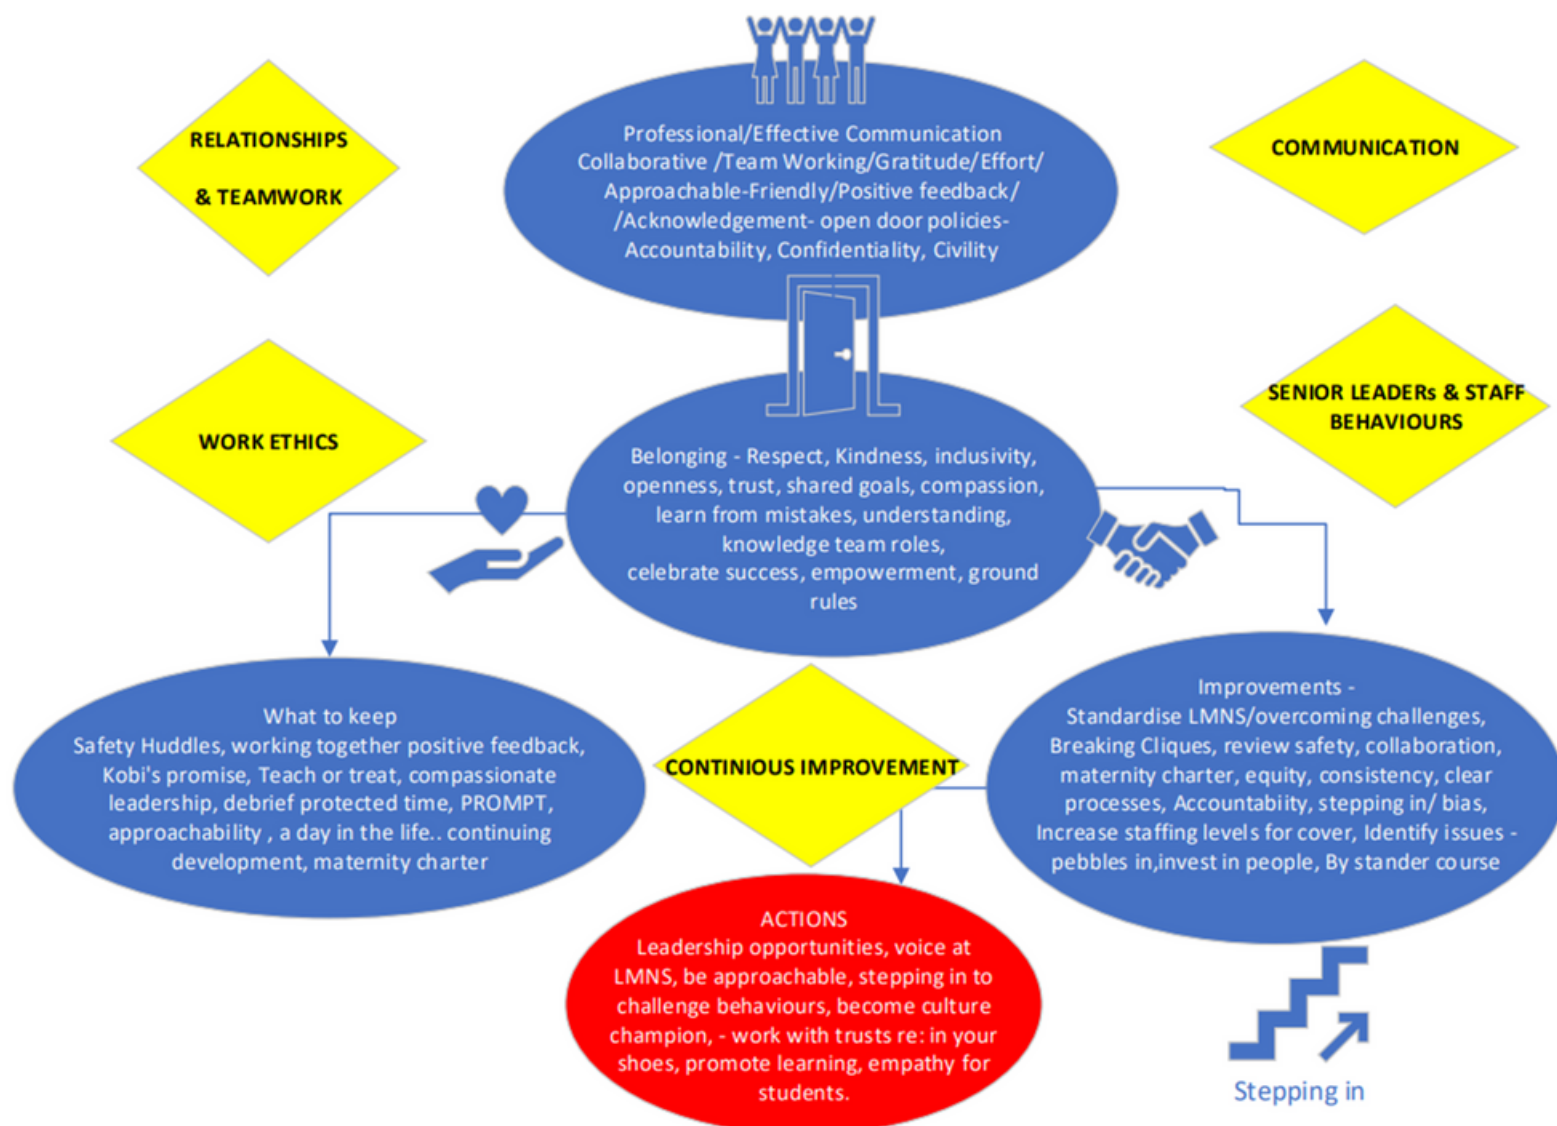 RELATIONSHIPS
& TEAMWORK
Professional/Effective Communication
Collaborative /Team Working/Gratitude/Effort/
Approachable-Friendly/Positive feedback/
/Acknowledgement- open door policies-
Accountability, Confidentiality, Civility
COMMUNICATION
WORK ETHICS
Belonging - Respect, Kindness, inclusivity,
openness, trust, shared goals, compassion,
learn from mistakes, understanding,
knowledge team roles,
celebrate success, empowerment, ground
rules
SENIOR LEADERs & STAFF
BEHAVIOURS
What to keep
Safety Huddles, working together positive feedback,
Kobi's promise, Teach or treat, compassionate
leadership, debrief protected time, PROMPT,
approachability , a day in the life.. continuing
development, maternity charter
CONTINIOUS IMPROVEMENT
Improvements -
Standardise LMNS/overcoming challenges,
Breaking Cliques, review safety, collaboration,
maternity charter, equity, consistency, clear
processes, Accountabiity, stepping in/ bias,
Increase staffing levels for cover, Identify issues -
pebbles in,invest in people, By stander course
ACTIONS
Leadership opportunities, voice at
LMNS, be approachable, stepping in to
challenge behaviours, become culture
champion, - work with trusts re: in your
shoes, promote learning, empathy for
students.
Stepping in